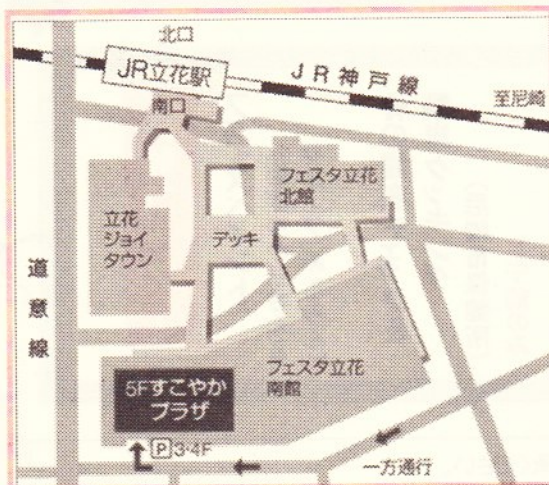 北口
JR立花駅
JR神戸線
至尼崎
南口
フェスタ立花
北館
立花
ジョイ
タウン
デッキ
道意線
フェスタ立花
南館
5Fすこやか
プラザ
P3・4F
一方通行